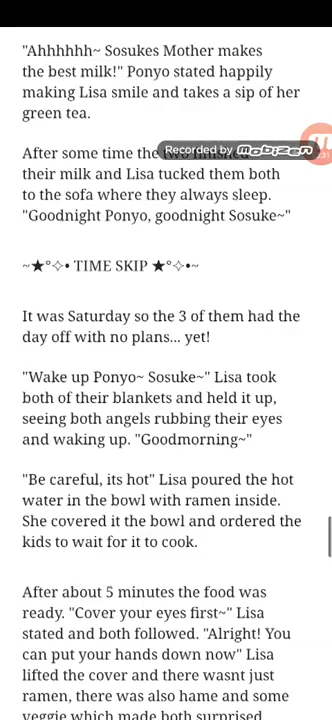 "Ahhhhhh~ Sosukes Mother makes
the best milk!" Ponyo stated happily
making Lisa smile and takes a sip of her
green tea.
After some time the two finished
Recorded by mobizen
their milk and Lisa tucked them both
to the sofa where they always sleep.
"Goodnight Ponyo, goodnight Sosuke~"
~★°✧• TIME SKIP ★°✧•~
It was Saturday so the 3 of them had the
day off with no plans... yet!
"Wake up Ponyo~ Sosuke~" Lisa took
both of their blankets and held it up,
seeing both angels rubbing their eyes
and waking up. "Goodmorning~"
"Be careful, its hot" Lisa poured the hot
water in the bowl with ramen inside.
She covered it the bowl and ordered the
kids to wait for it to cook.
After about 5 minutes the food was
ready. "Cover your eyes first~" Lisa
stated and both followed. "Alright! You
can put your hands down now" Lisa
lifted the cover and there wasnt just
ramen, there was also hame and some
veggie which made both surprised